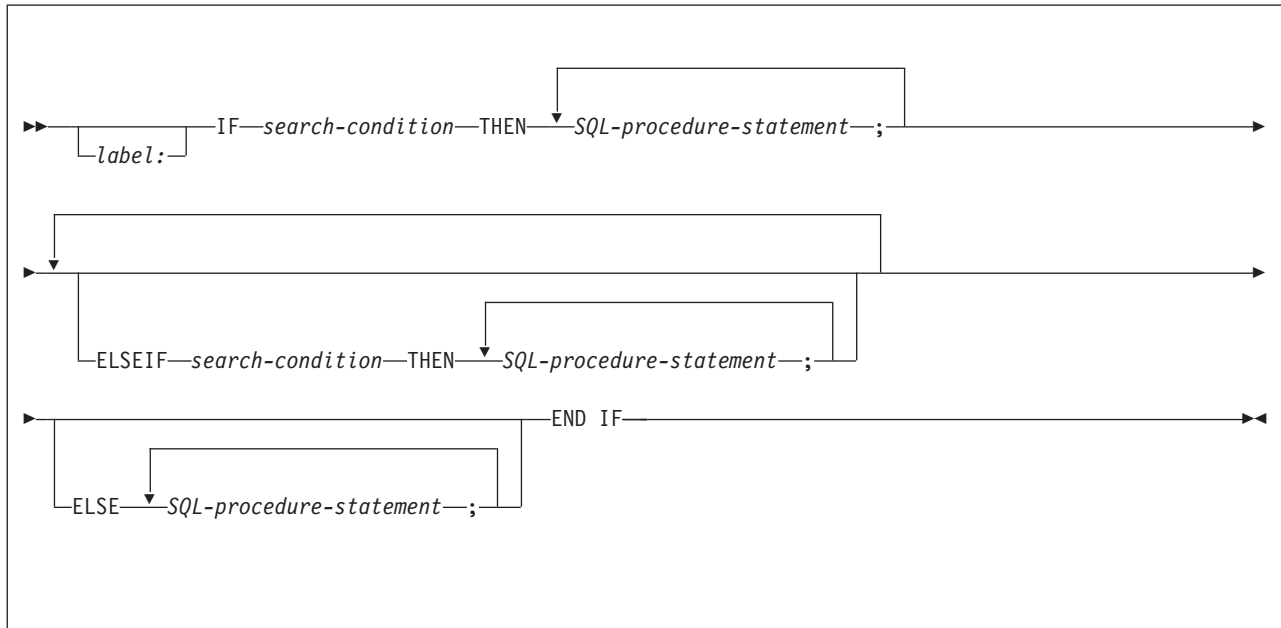 IF search-condition THEN SQL-procedure-statement ;
label:
ELSEIF search-condition THEN SQL-procedure-statement ;
END IF
ELSE SQL-procedure-statement ;